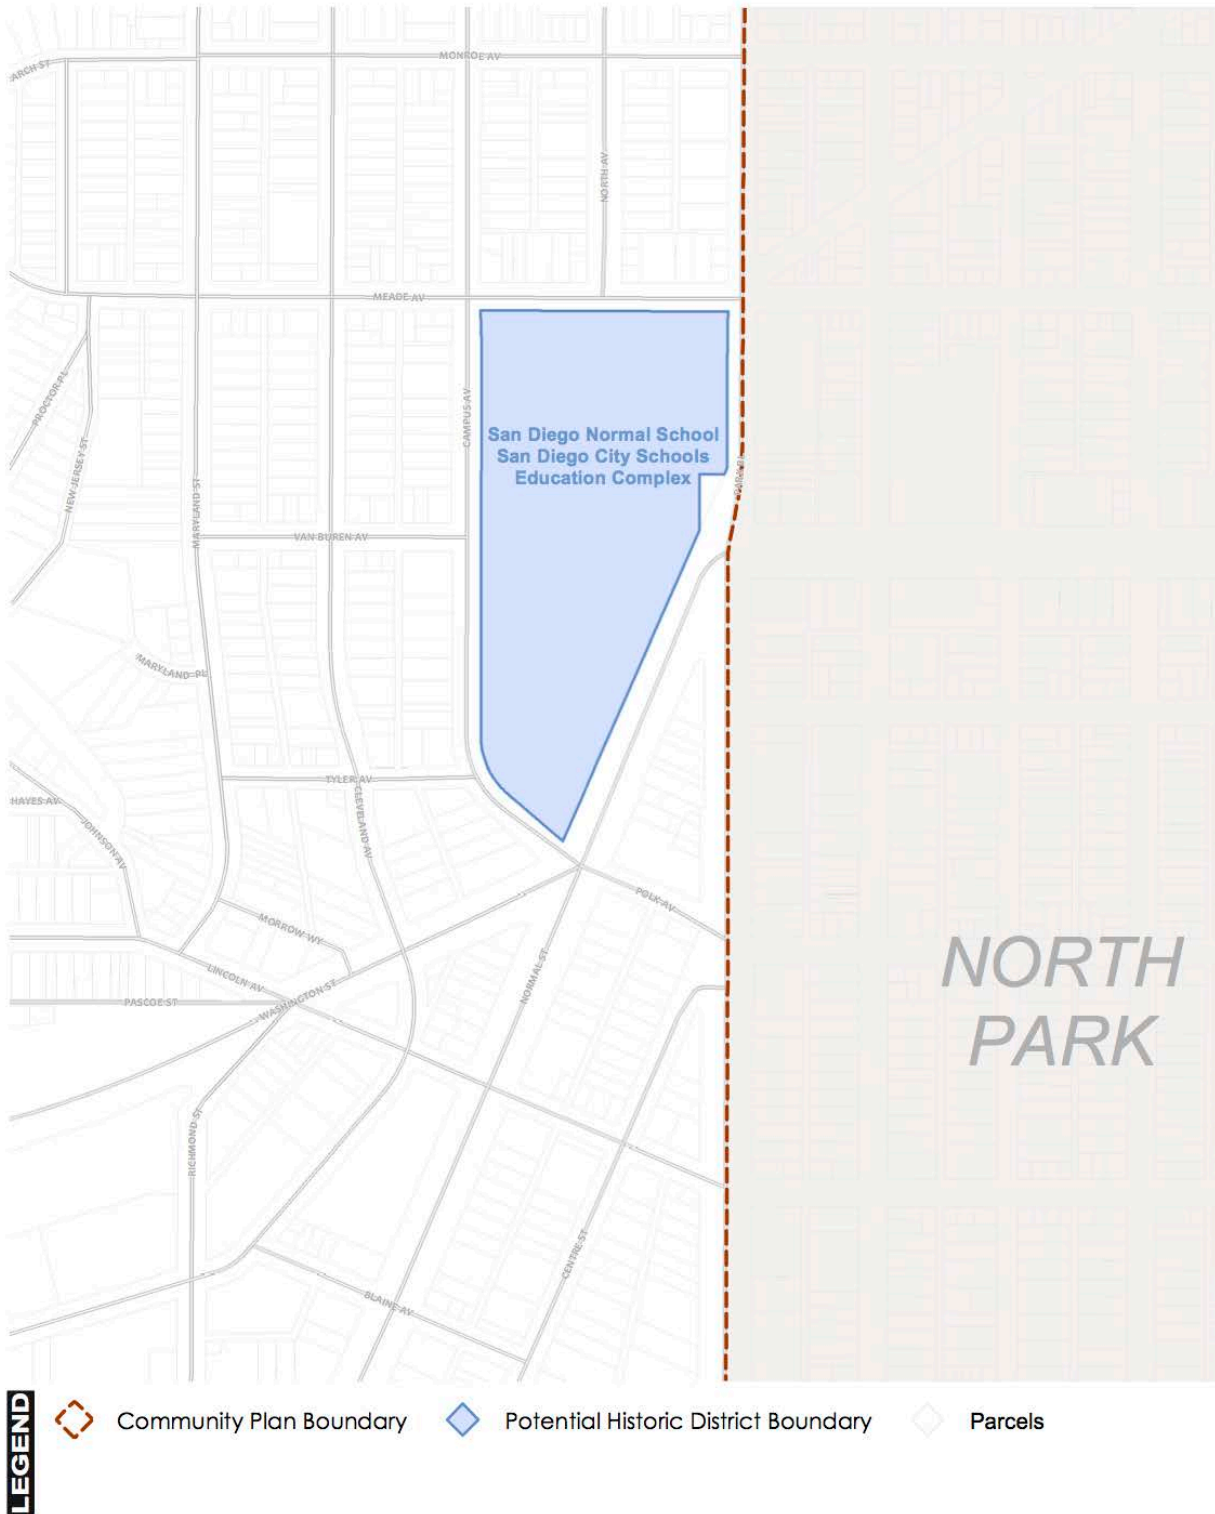 MONROE AV
ARCH ST
NORTH AV
MEADE AV
PROCTOR PL
CAMPUS AV
San Diego Normal School
San Diego City Schools
Education Complex
NEW JERSEY ST
MARYLAND ST
PARK BL
VAN BUREN AV
MARYLAND PL
TYLER AV
HAYES AV
CLEVELAND AV
JOHNSON AV
POLK AV
MORROW WY
NORTH
PARK
LINCOLN AV
NORMAL ST
PASCOE ST
WASHINGTON ST
RICHMOND ST
CENTRE ST
BLAINE AV
LEGEND
Community Plan Boundary
Potential Historic District Boundary
Parcels